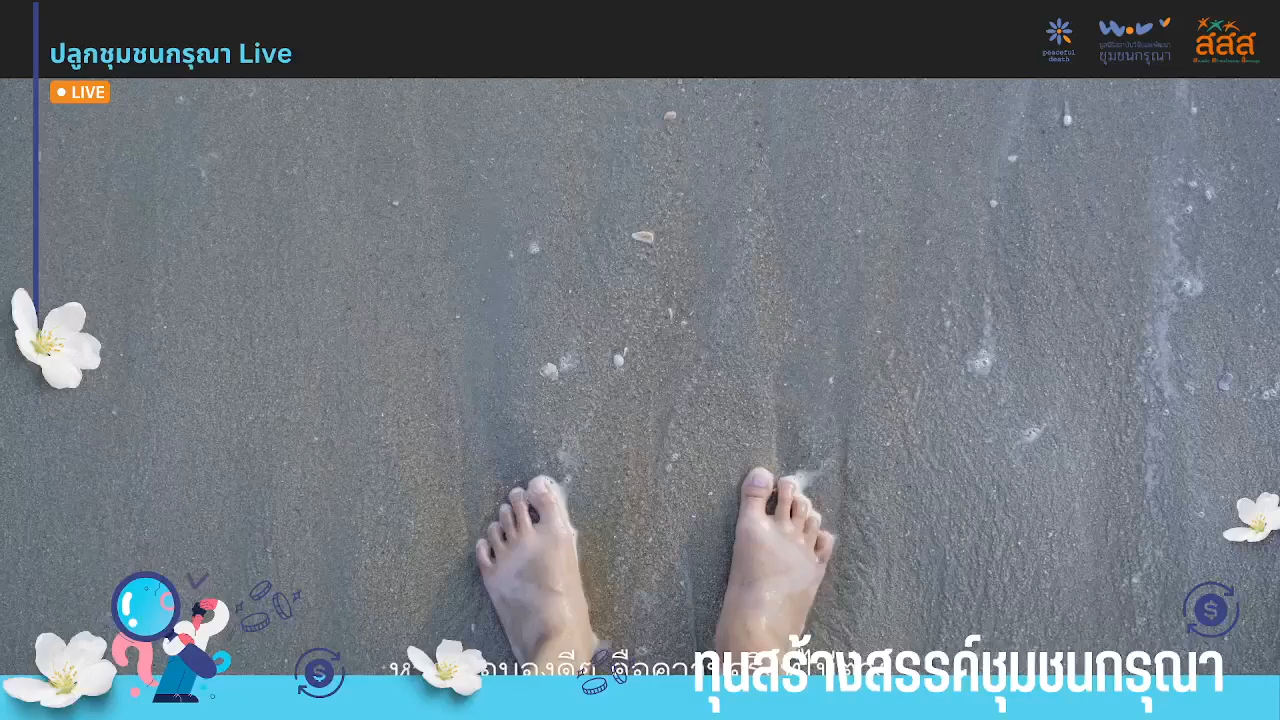 ปลูกชุมชนกรุณา Live
LIVE
peaceful
death
ชุมชนกรุณา
สสส
ทุนสร้างสรรค์ชุมชนกรุณา